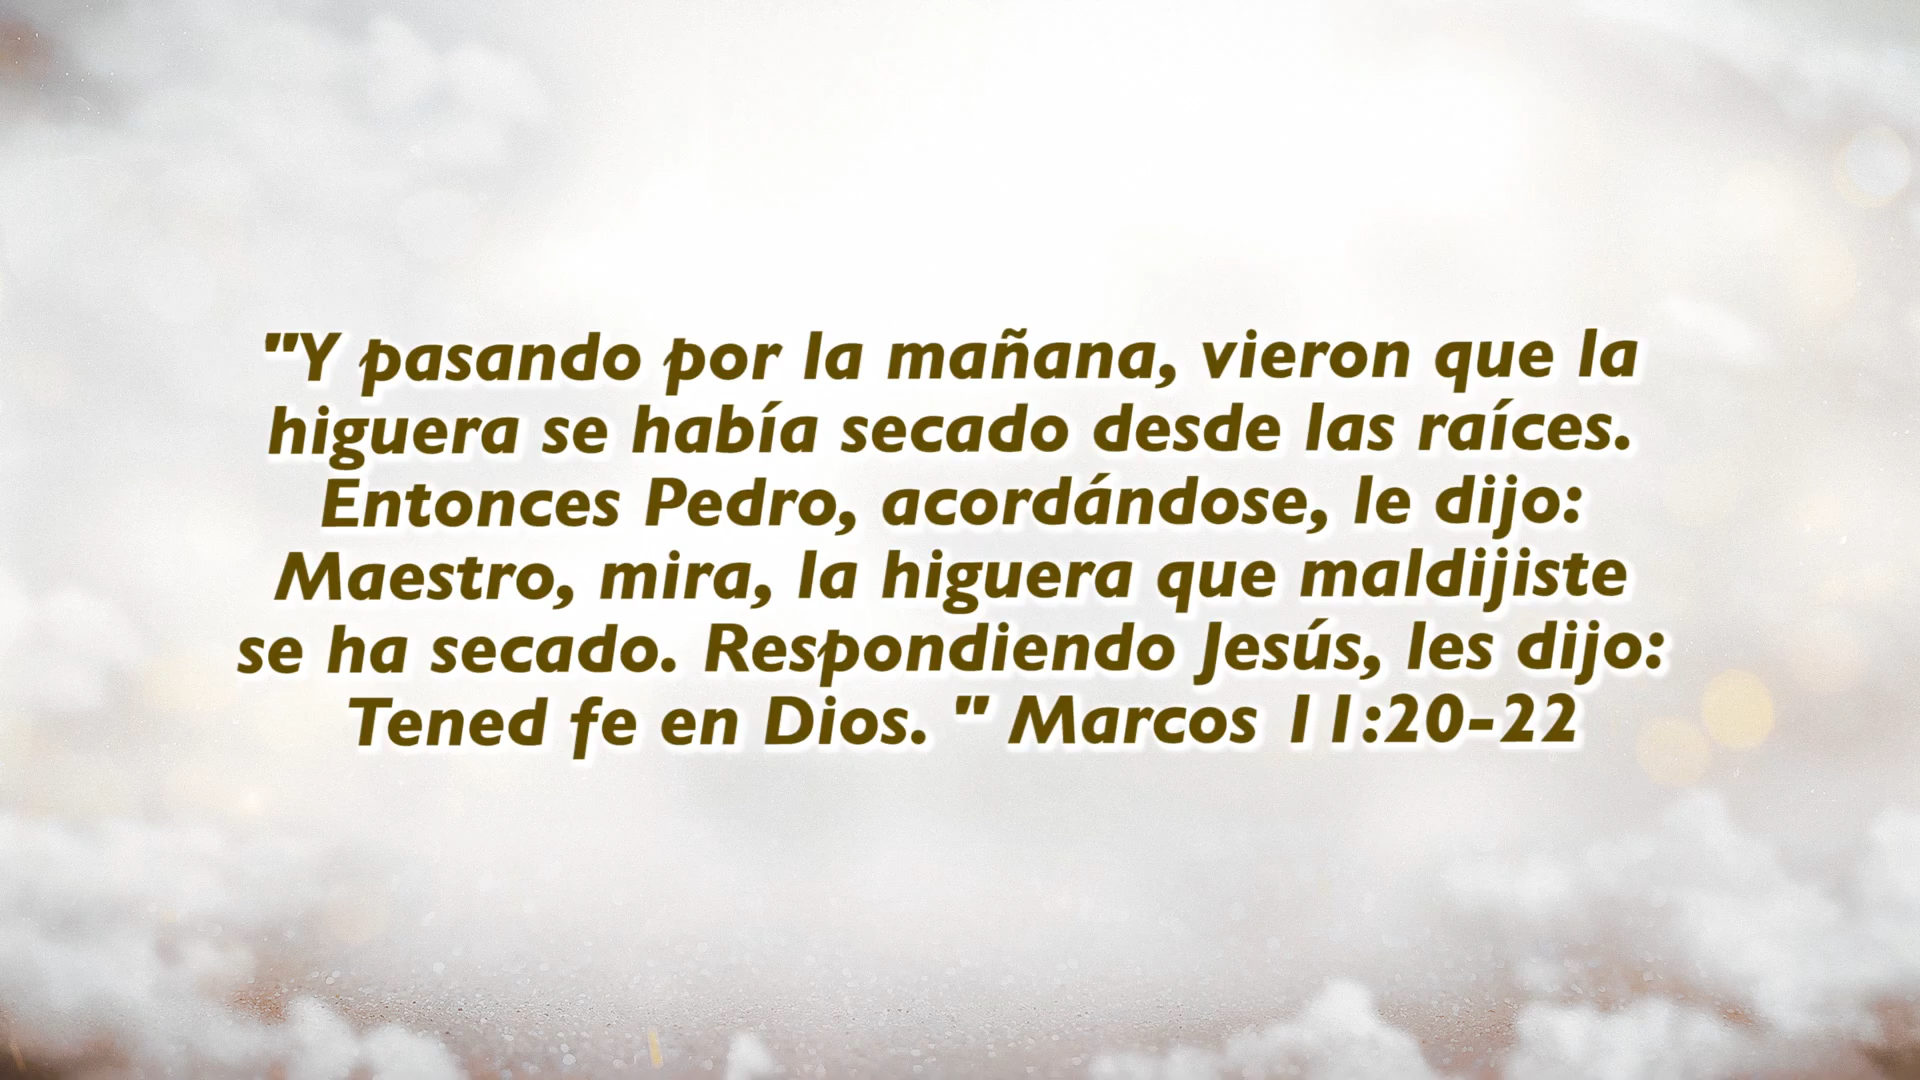 "Y pasando por la mañana, vieron que la
higuera se había secado desde las raíces.
Entonces Pedro, acordándose, le dijo:
Maestro, mira, la higuera que maldijiste
se ha secado. Respondiendo Jesús, les dijo:
Tened fe en Dios. " Marcos 11:20-22